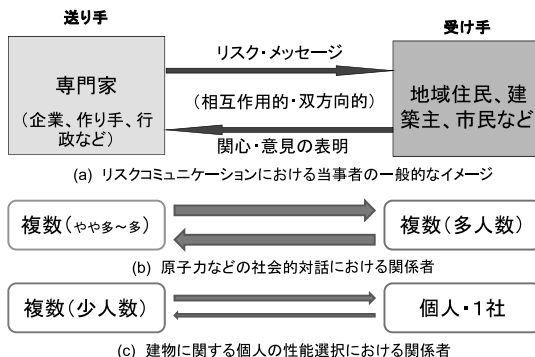 送り手
受け手
リスク・メッセージ
専門家
(企業、作り手、行
政など)
(相互作用的・双方向的)
地域住民、建
築主、市民など
関心・意見の表明
(a) リスクコミュニケーションにおける当事者の一般的なイメージ
複数(やや多～多)
複数(多人数)
(b) 原子力などの社会的対話における関係者
複数(少人数)
個人・1社
(c) 建物に関する個人の性能選択における関係者